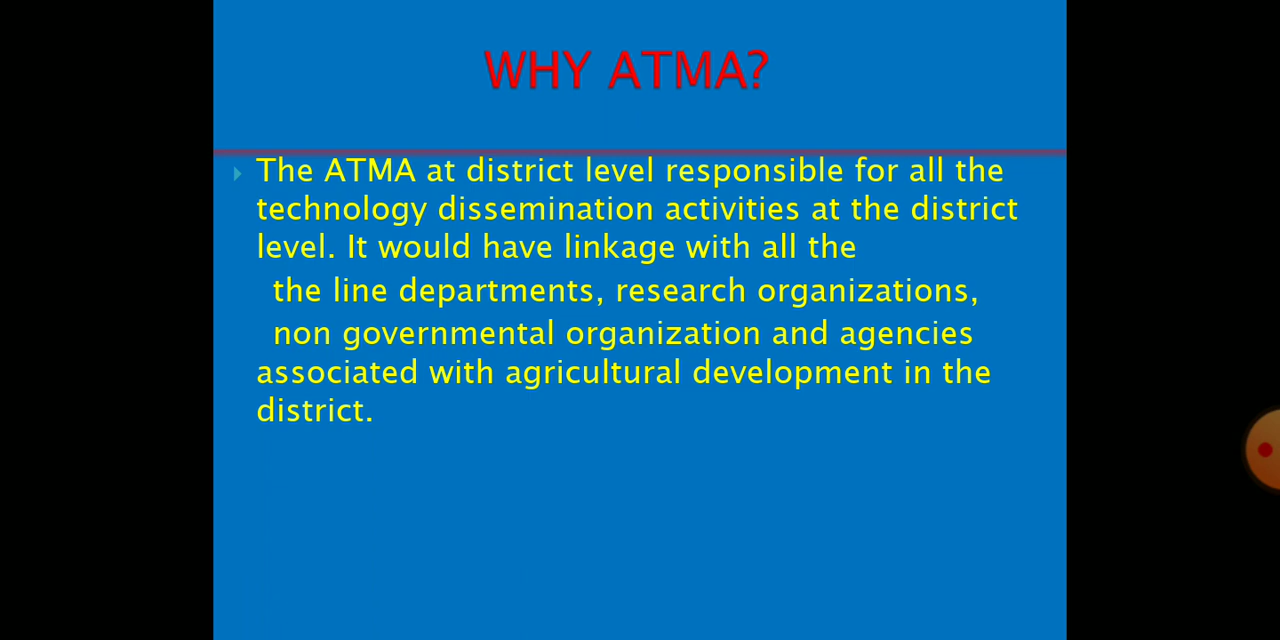 WHY ATMA?
The ATMA at district level responsible for all the
technology dissemination activities at the district
level. It would have linkage with all the
the line departments, research organizations,
non governmental organization and agencies
associated with agricultural development in the
district.